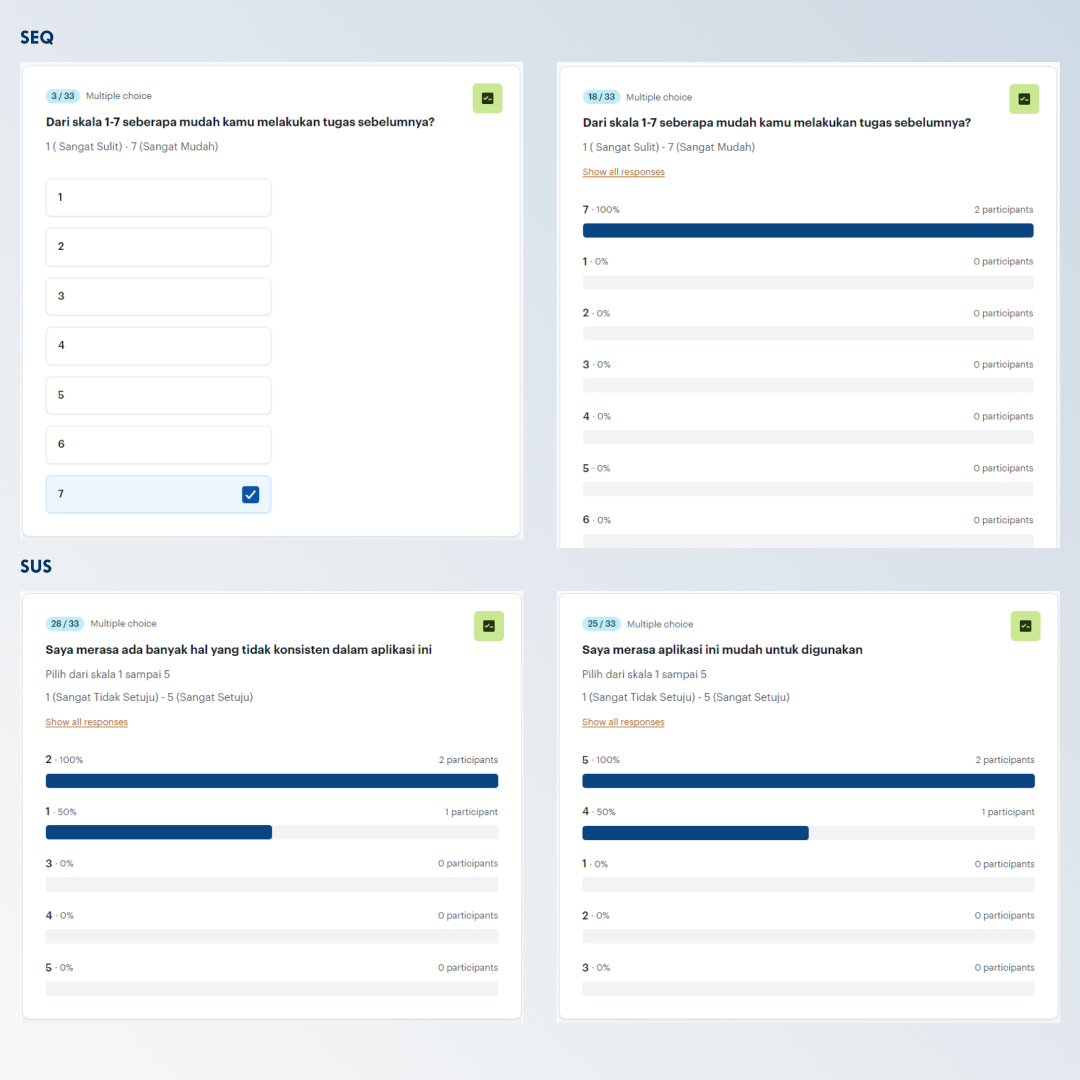 SEQ
3 / 33 Multiple choice
Dari skala 1-7 seberapa mudah kamu melakukan tugas sebelumnya?
1 ( Sangat Sulit) - 7 (Sangat Mudah)
1
2
3
4
5
6
7
18 / 33 Multiple choice
Dari skala 1-7 seberapa mudah kamu melakukan tugas sebelumnya?
1 ( Sangat Sulit) - 7 (Sangat Mudah)
Show all responses
7 · 100% 2 participants
1 · 0% 0 participants
2 · 0% 0 participants
3 · 0% 0 participants
4 · 0% 0 participants
5 · 0% 0 participants
6 · 0% 0 participants
SUS
28 / 33 Multiple choice
Saya merasa ada banyak hal yang tidak konsisten dalam aplikasi ini
Pilih dari skala 1 sampai 5
1 (Sangat Tidak Setuju) - 5 (Sangat Setuju)
Show all responses
2 · 100% 2 participants
1 · 50% 1 participant
3 · 0% 0 participants
4 · 0% 0 participants
5 · 0% 0 participants
25 / 33 Multiple choice
Saya merasa aplikasi ini mudah untuk digunakan
Pilih dari skala 1 sampai 5
1 (Sangat Tidak Setuju) - 5 (Sangat Setuju)
Show all responses
5 · 100% 2 participants
4 · 50% 1 participant
1 · 0% 0 participants
2 · 0% 0 participants
3 · 0% 0 participants